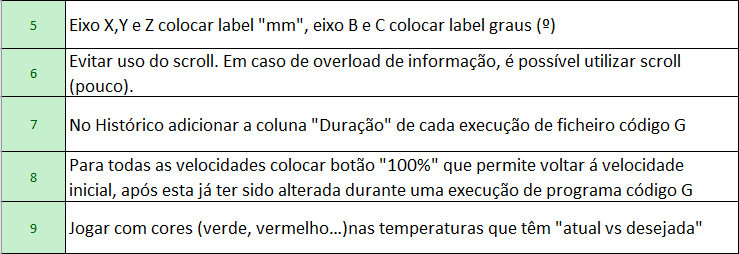 5 Eixo X,Y e Z colocar label "mm", eixo B e C colocar label graus (º)
6 Evitar uso do scroll. Em caso de overload de informação, é possível utilizar scroll
(pouco).
7 No Histórico adicionar a coluna "Duração" de cada execução de ficheiro código G
8 Para todas as velocidades colocar botão "100%" que permite voltar á velocidade
inicial, após esta já ter sido alterada durante uma execução de programa código G
9 Jogar com cores (verde, vermelho...)nas temperaturas que têm "atual vs desejada"